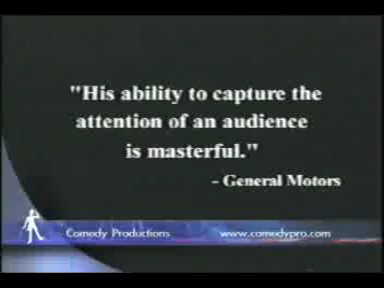 "His ability to capture the
attention of an audience
is masterful."
- General Motors
Comedy Productions www.comedypro.com